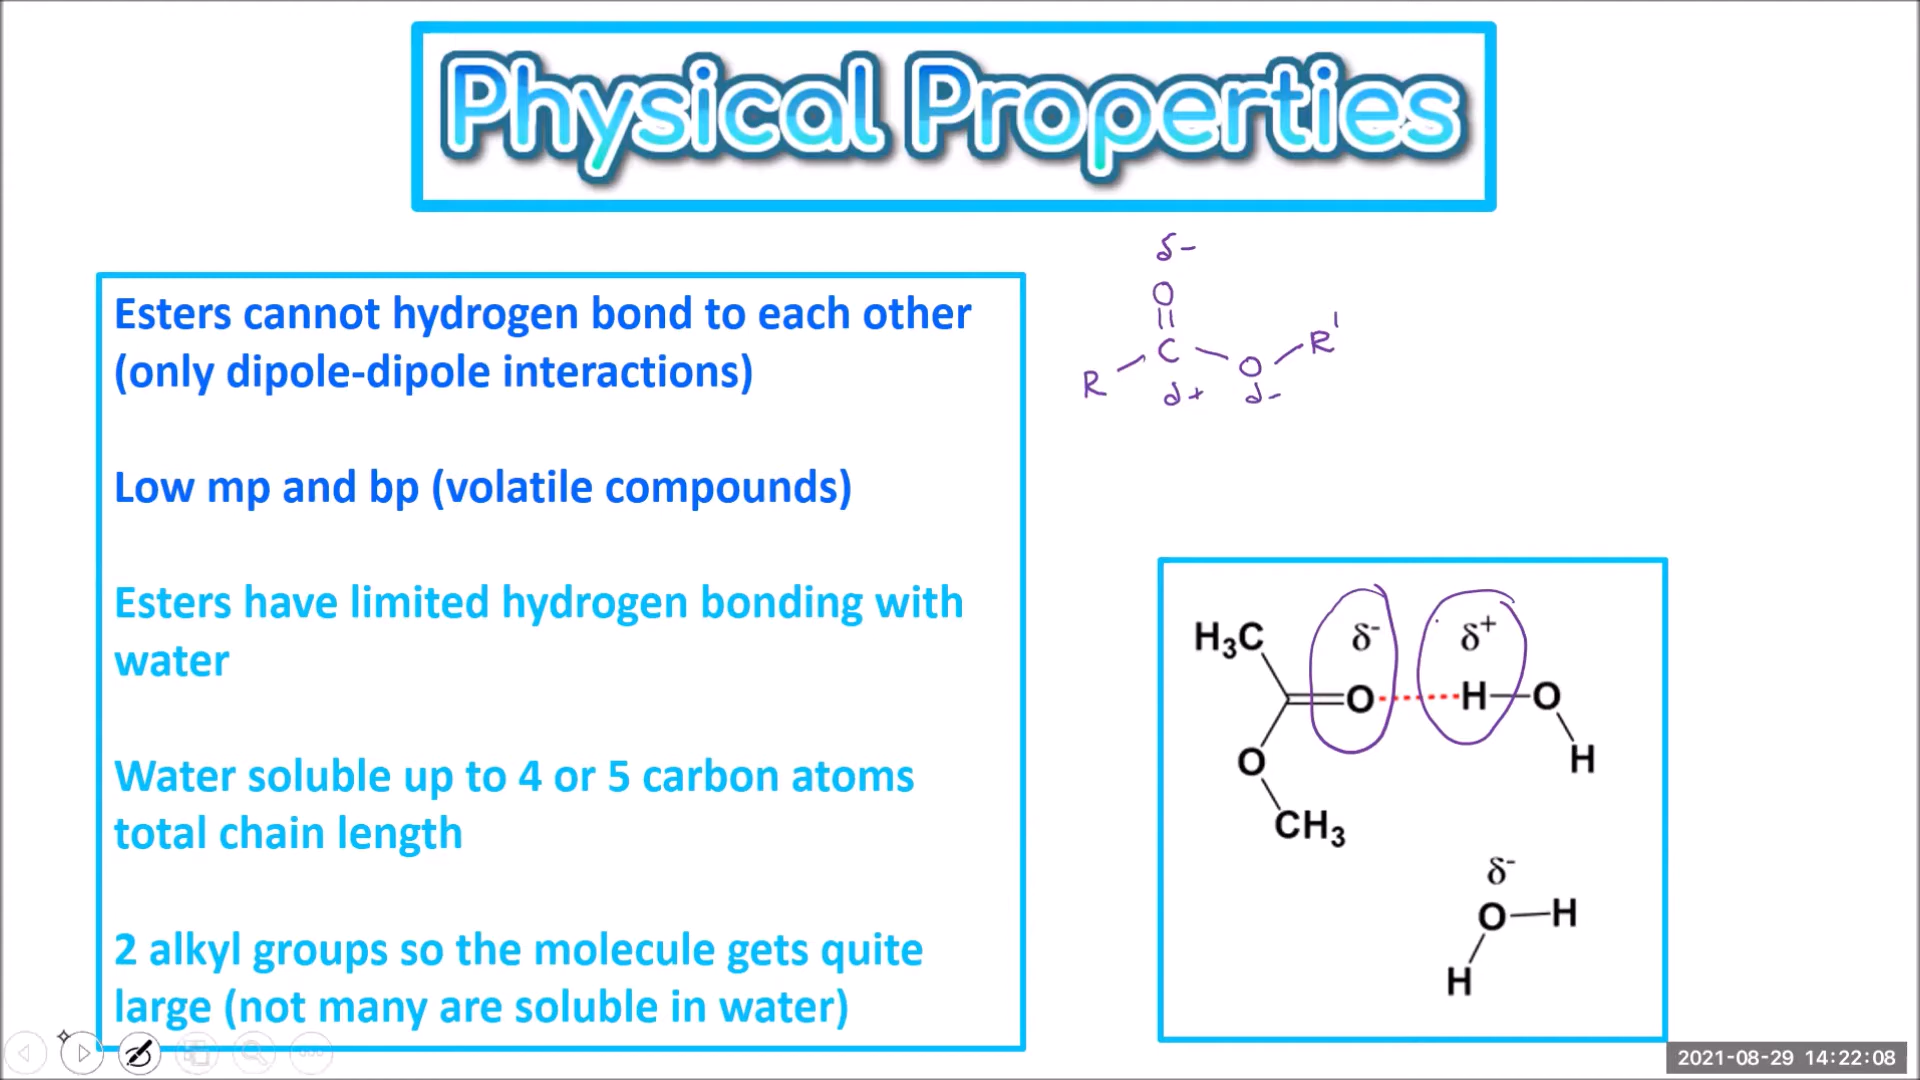 Physical Properties
Esters cannot hydrogen bond to each other
(only dipole-dipole interactions)
Low mp and bp (volatile compounds)
Esters have limited hydrogen bonding with
water
Water soluble up to 4 or 5 carbon atoms
total chain length
2 alkyl groups so the molecule gets quite
large (not many are soluble in water)
δ-
O
R C O R'
δ+ δ-
H₃C δ⁻ δ⁺
O H O
O H
CH₃
δ⁻
O H
H
2021-08-29 14:22:08